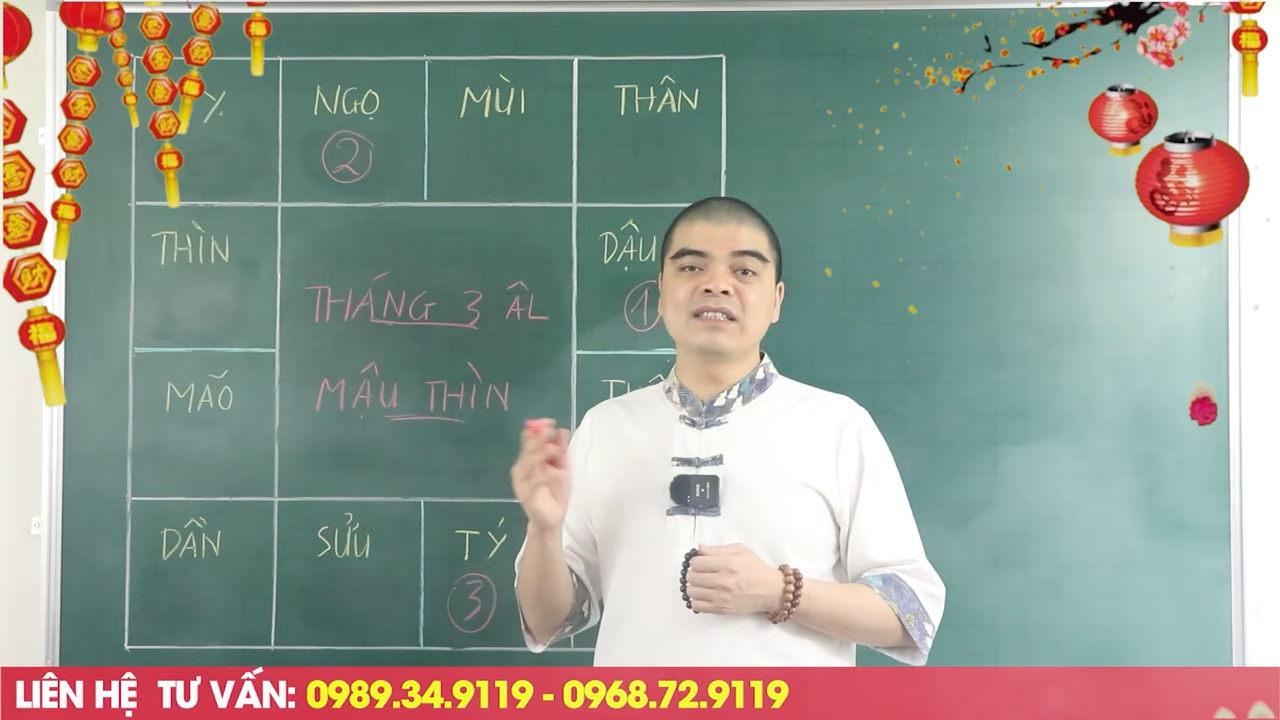 NGỌ
MÙI
THÂN
2
THÌN
DẬU
THÁNG 3 ÂL
1
MÃO
MẬU THÌN
DẦN
SỬU
TÝ
3
LIÊN HỆ TƯ VẤN: 0989.34.9119 - 0968.72.9119